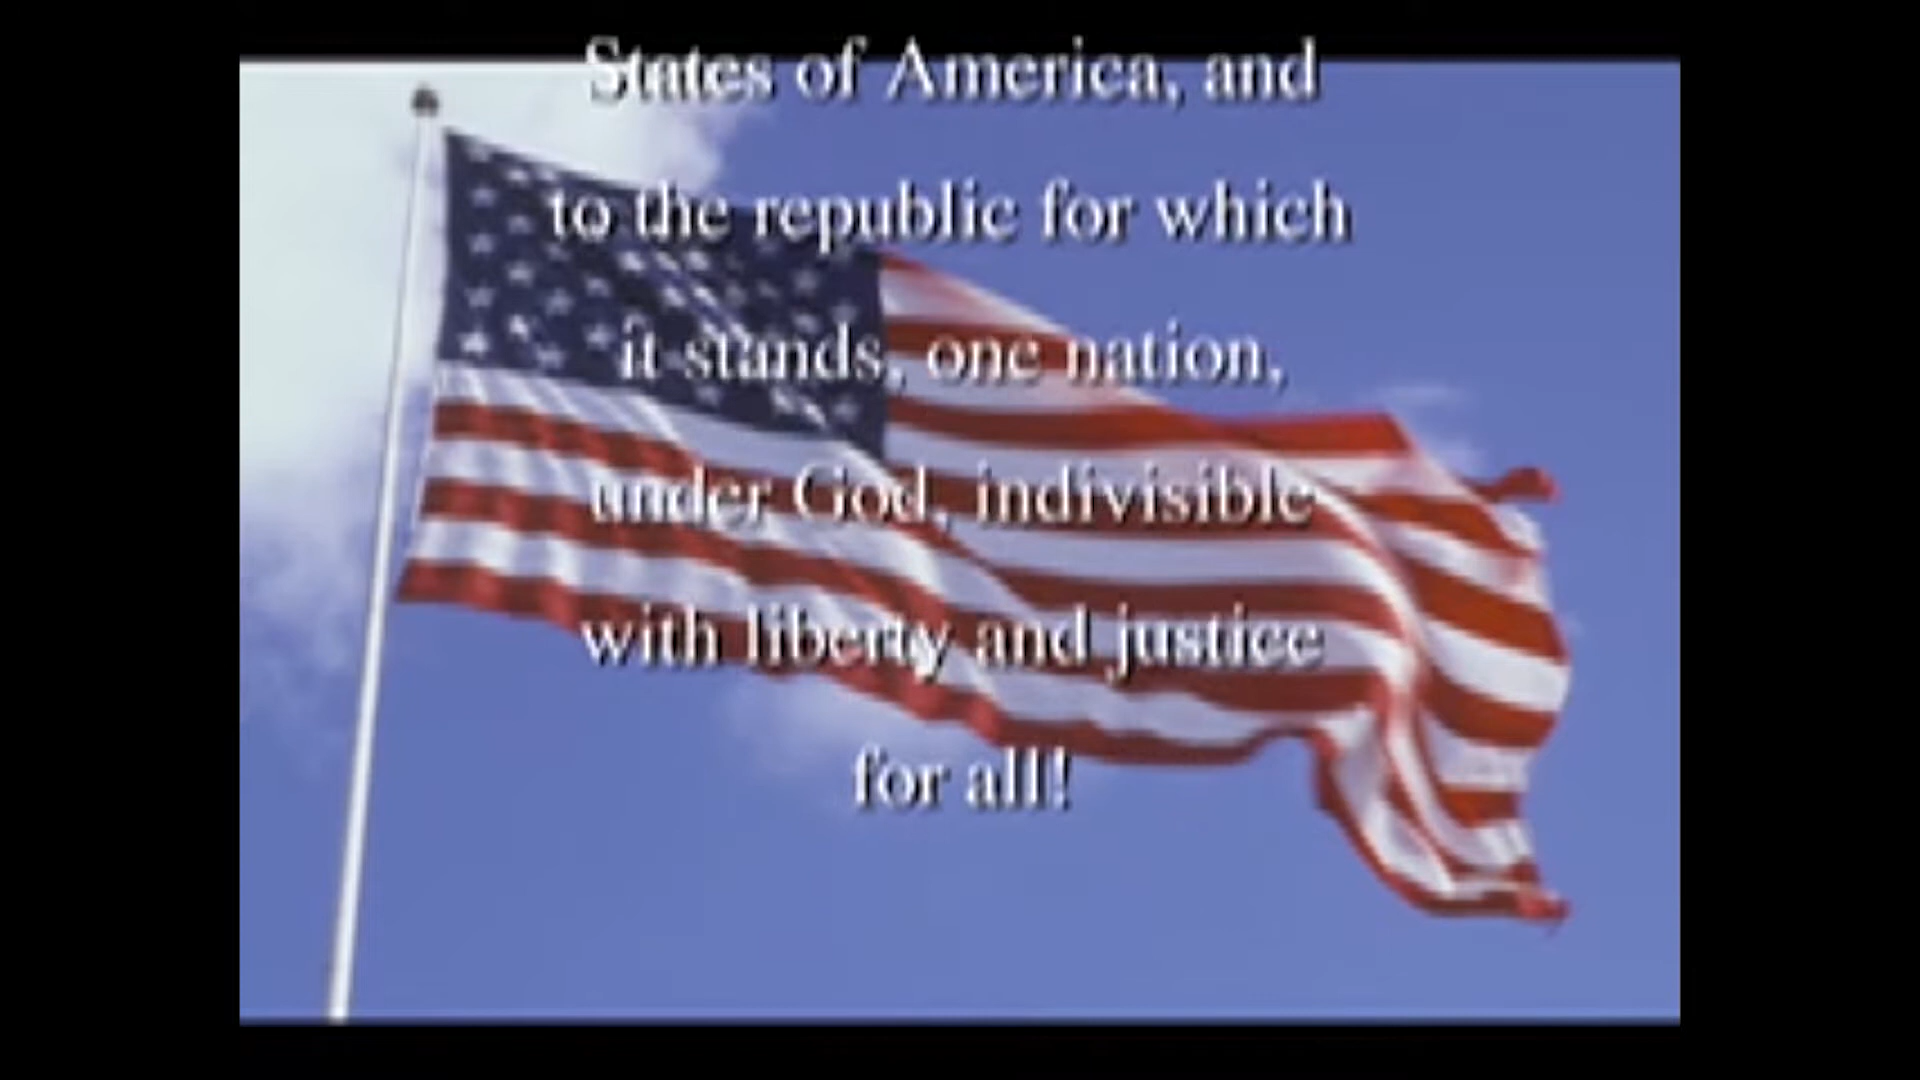 States of America, and
to the republic for which
it stands, one nation,
under God, indivisible
with liberty and justice
for all!